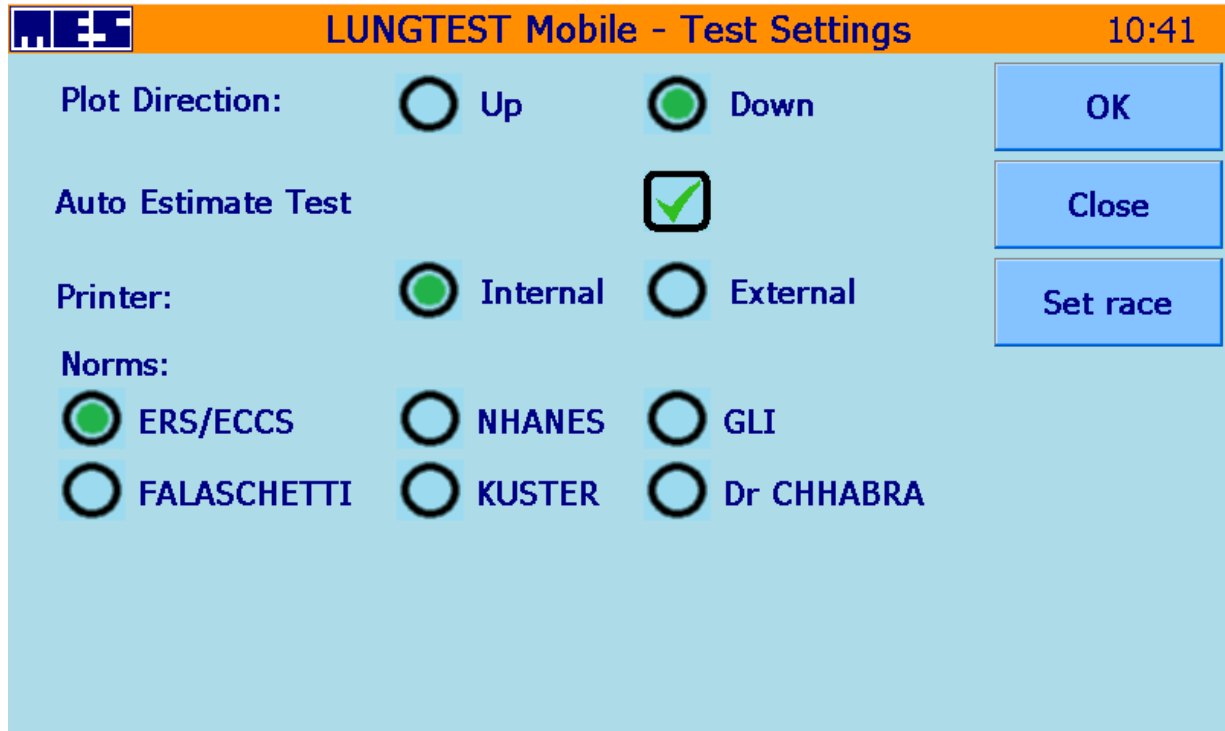 MES LUNGTEST Mobile - Test Settings 10:41
Plot Direction: Up Down OK
Auto Estimate Test Close
Printer: Internal External Set race
Norms:
ERS/ECCS NHANES GLI
FALASCHETTI KUSTER Dr CHHABRA